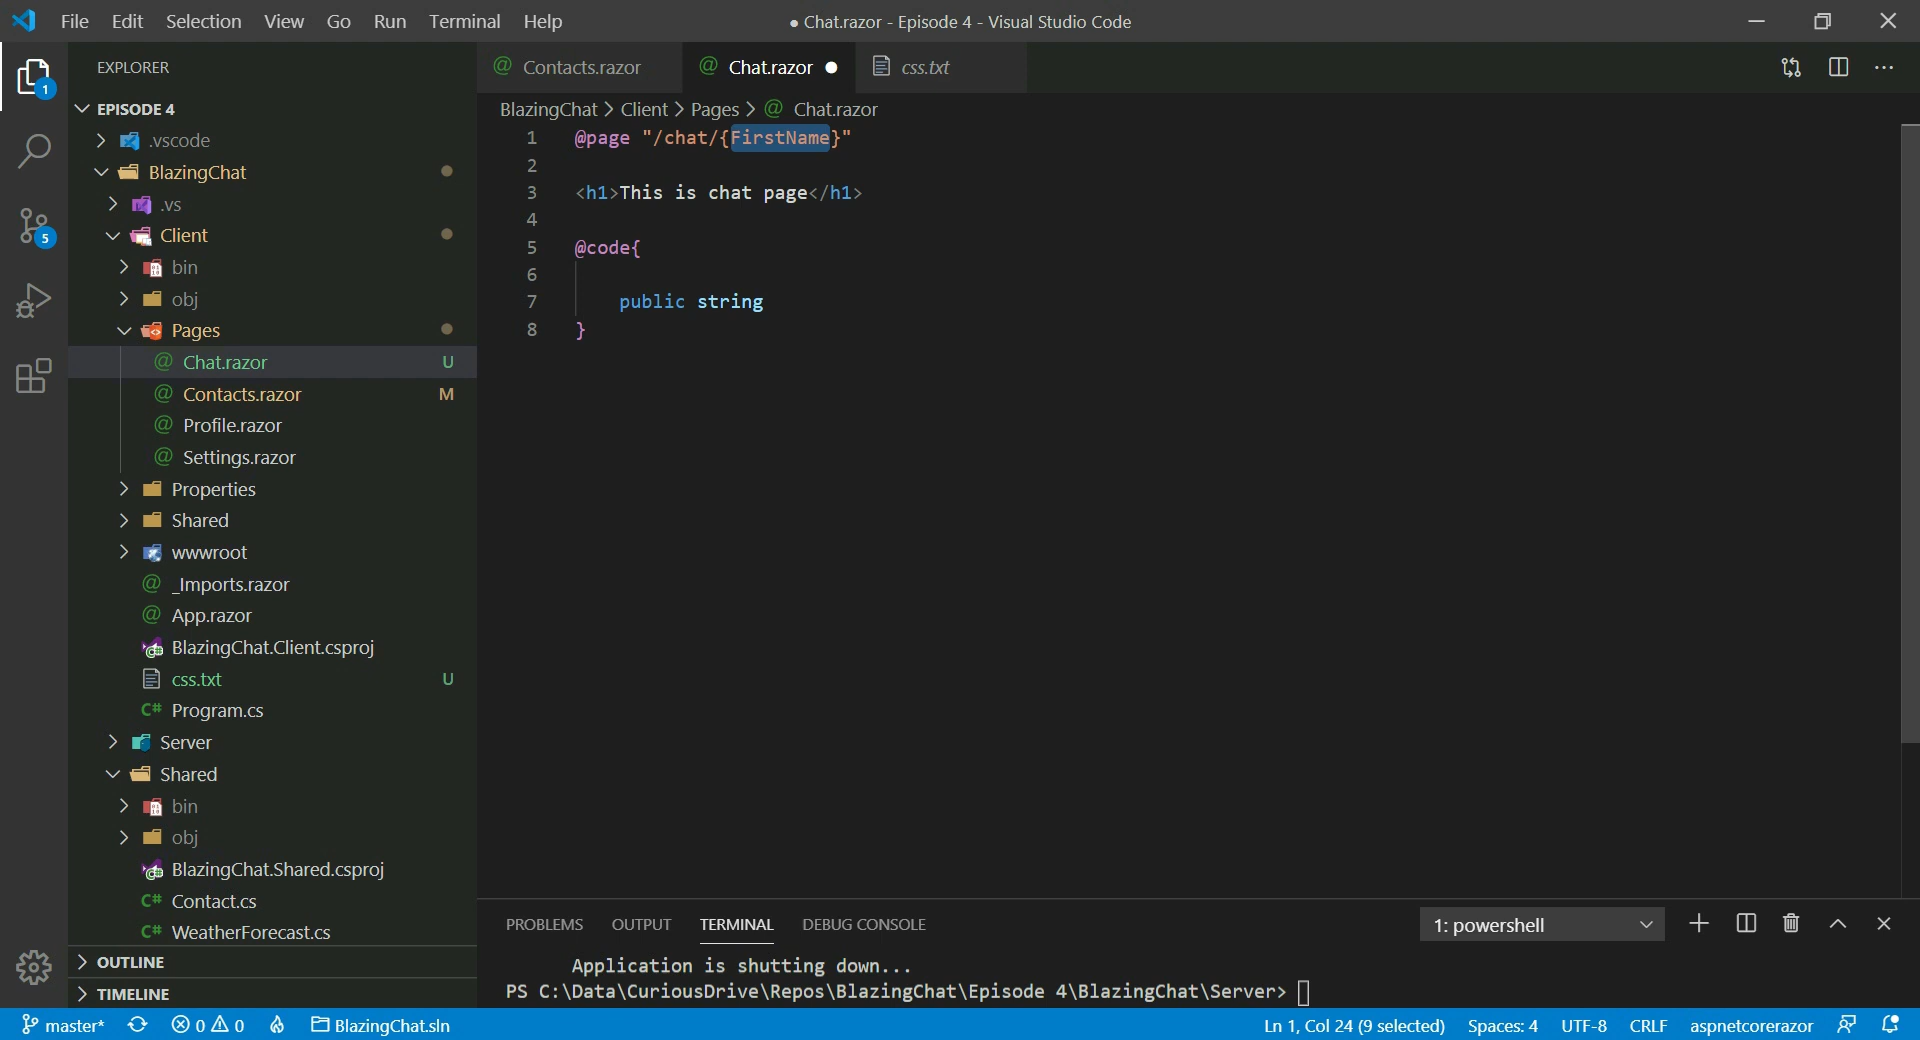 File Edit Selection View Go Run Terminal Help
● Chat.razor - Episode 4 - Visual Studio Code
EXPLORER
1
5
EPISODE 4
.vscode
BlazingChat
.vs
Client
bin
obj
Pages
Chat.razor U
Contacts.razor M
Profile.razor
Settings.razor
Properties
Shared
wwwroot
_Imports.razor
App.razor
BlazingChat.Client.csproj
css.txt U
Program.cs
Server
Shared
bin
obj
BlazingChat.Shared.csproj
Contact.cs
WeatherForecast.cs
OUTLINE
TIMELINE
Contacts.razor Chat.razor ● css.txt
BlazingChat > Client > Pages > Chat.razor
1 @page "/chat/{FirstName}"
2
3 <h1>This is chat page</h1>
4
5 @code{
6
7 public string
8 }
PROBLEMS OUTPUT TERMINAL DEBUG CONSOLE
1: powershell
Application is shutting down...
PS C:\Data\CuriousDrive\Repos\BlazingChat\Episode 4\BlazingChat\Server>
master* 0 0 BlazingChat.sln
Ln 1, Col 24 (9 selected) Spaces: 4 UTF-8 CRLF aspnetcorerazor